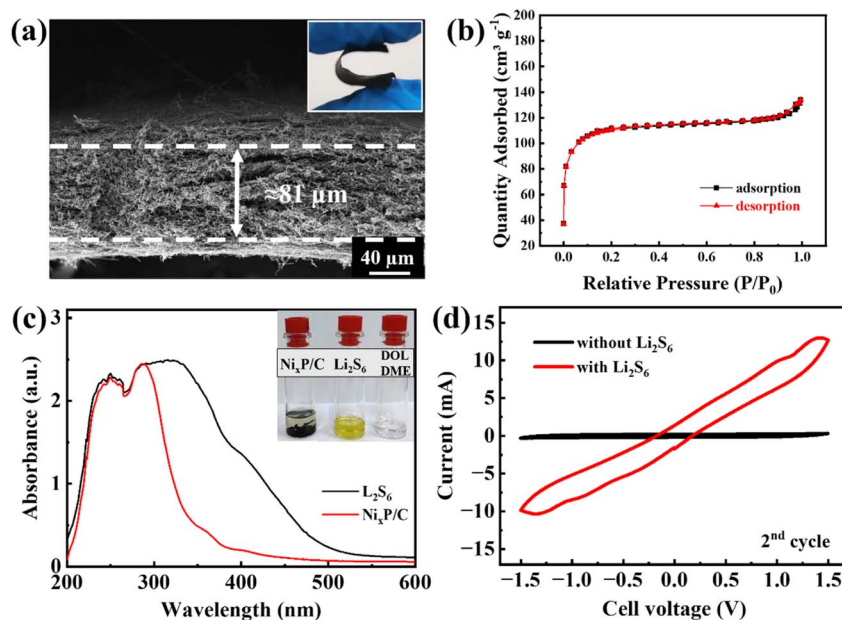 (a)
≈81 µm
40 µm
(b)
Quantity Adsorbed (cm³ g⁻¹)
200
180
160
140
120
100
80
60
40
20
adsorption
desorption
0.0 0.2 0.4 0.6 0.8 1.0
Relative Pressure (P/P₀)
(c)
Absorbance (a.u.)
3
2
1
0
NiₓP/C Li₂S₆ DOL
DME
L₂S₆
NiₓP/C
200 300 400 500 600
Wavelength (nm)
(d)
Current (mA)
15
10
5
0
−5
−10
−15
without Li₂S₆
with Li₂S₆
2ⁿᵈ cycle
−1.5 −1.0 −0.5 0.0 0.5 1.0 1.5
Cell voltage (V)